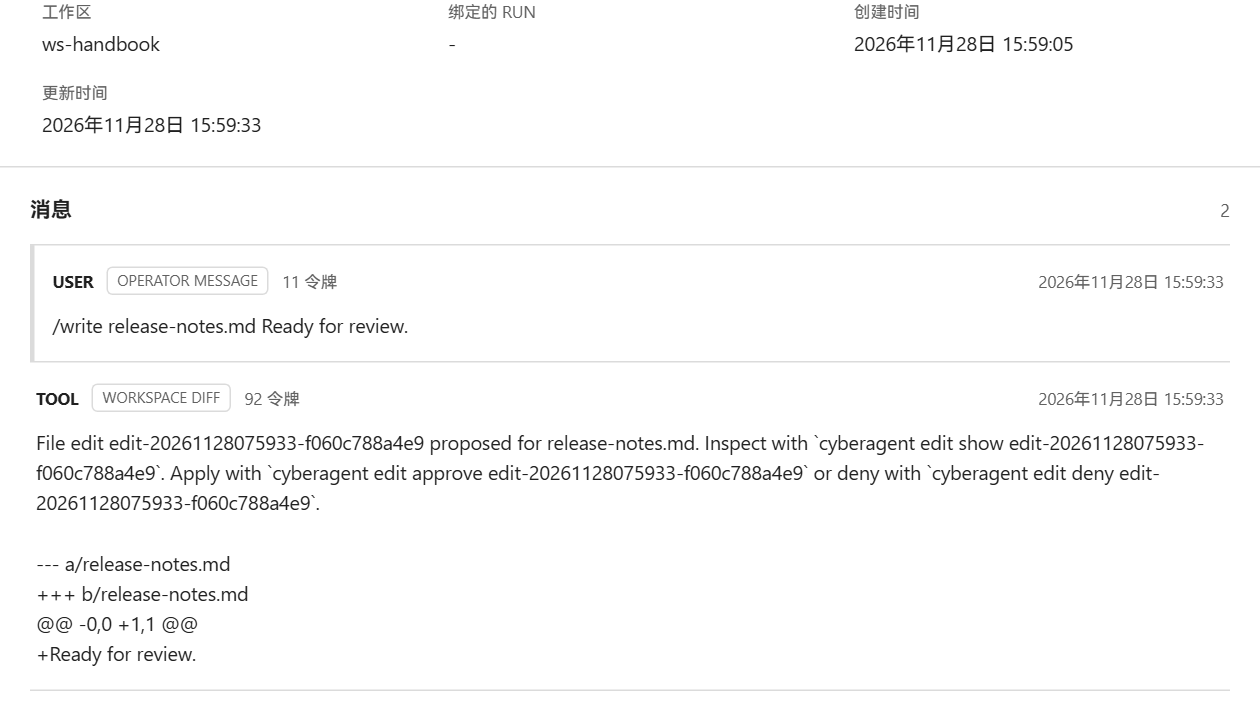 工作区
绑定的 RUN
创建时间
ws-handbook
-
2026年11月28日 15:59:05
更新时间
2026年11月28日 15:59:33
消息
2
USER OPERATOR MESSAGE 11 令牌 2026年11月28日 15:59:33
/write release-notes.md Ready for review.
TOOL WORKSPACE DIFF 92 令牌 2026年11月28日 15:59:33
File edit edit-20261128075933-f060c788a4e9 proposed for release-notes.md. Inspect with `cyberagent edit show edit-20261128075933-
f060c788a4e9`. Apply with `cyberagent edit approve edit-20261128075933-f060c788a4e9` or deny with `cyberagent edit deny edit-
20261128075933-f060c788a4e9`.
--- a/release-notes.md
+++ b/release-notes.md
@@ -0,0 +1,1 @@
+Ready for review.